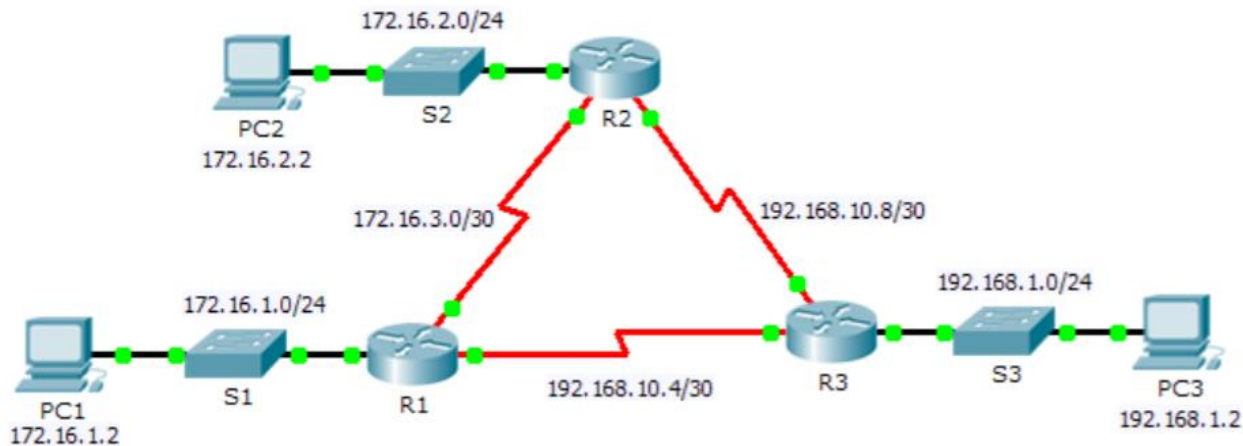 172.16.2.0/24
PC2
172.16.2.2
S2
R2
172.16.3.0/30
192.168.10.8/30
172.16.1.0/24
192.168.1.0/24
PC1
172.16.1.2
S1
R1
192.168.10.4/30
R3
S3
PC3
192.168.1.2